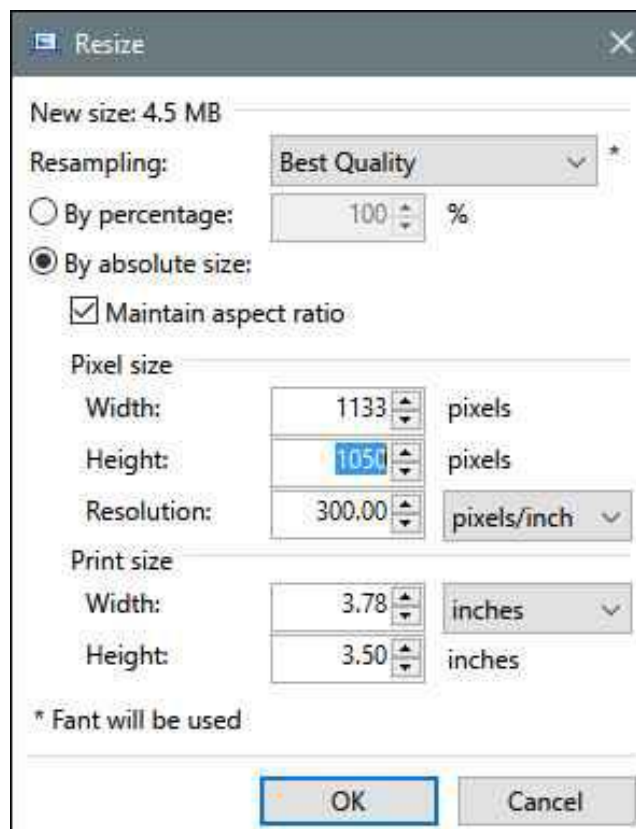 Resize
New size: 4.5 MB
Resampling: Best Quality *
By percentage: 100 %
By absolute size:
Maintain aspect ratio
Pixel size
Width: 1133 pixels
Height: 1050 pixels
Resolution: 300.00 pixels/inch
Print size
Width: 3.78 inches
Height: 3.50 inches
* Fant will be used
OK Cancel